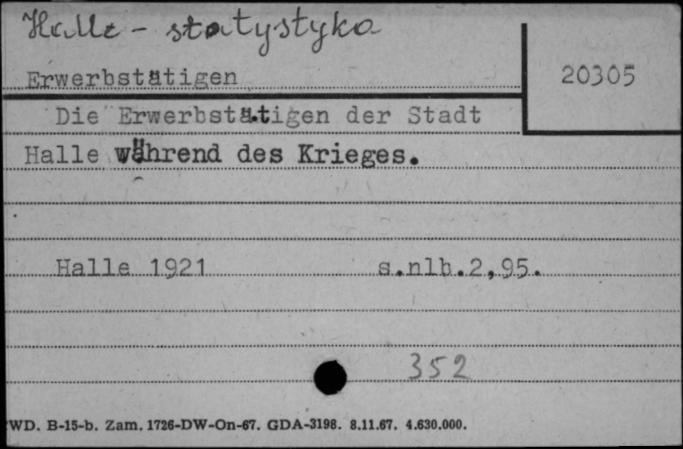 Halle - statystyka
Erwerbstätigen
20305
Die Erwerbstätigen der Stadt
Halle während des Krieges.
Halle 1921 s.nlb.2,95.
352
WD. B-15-b. Zam. 1726-DW-On-67. GDA-3198. 8.11.67. 4.630.000.